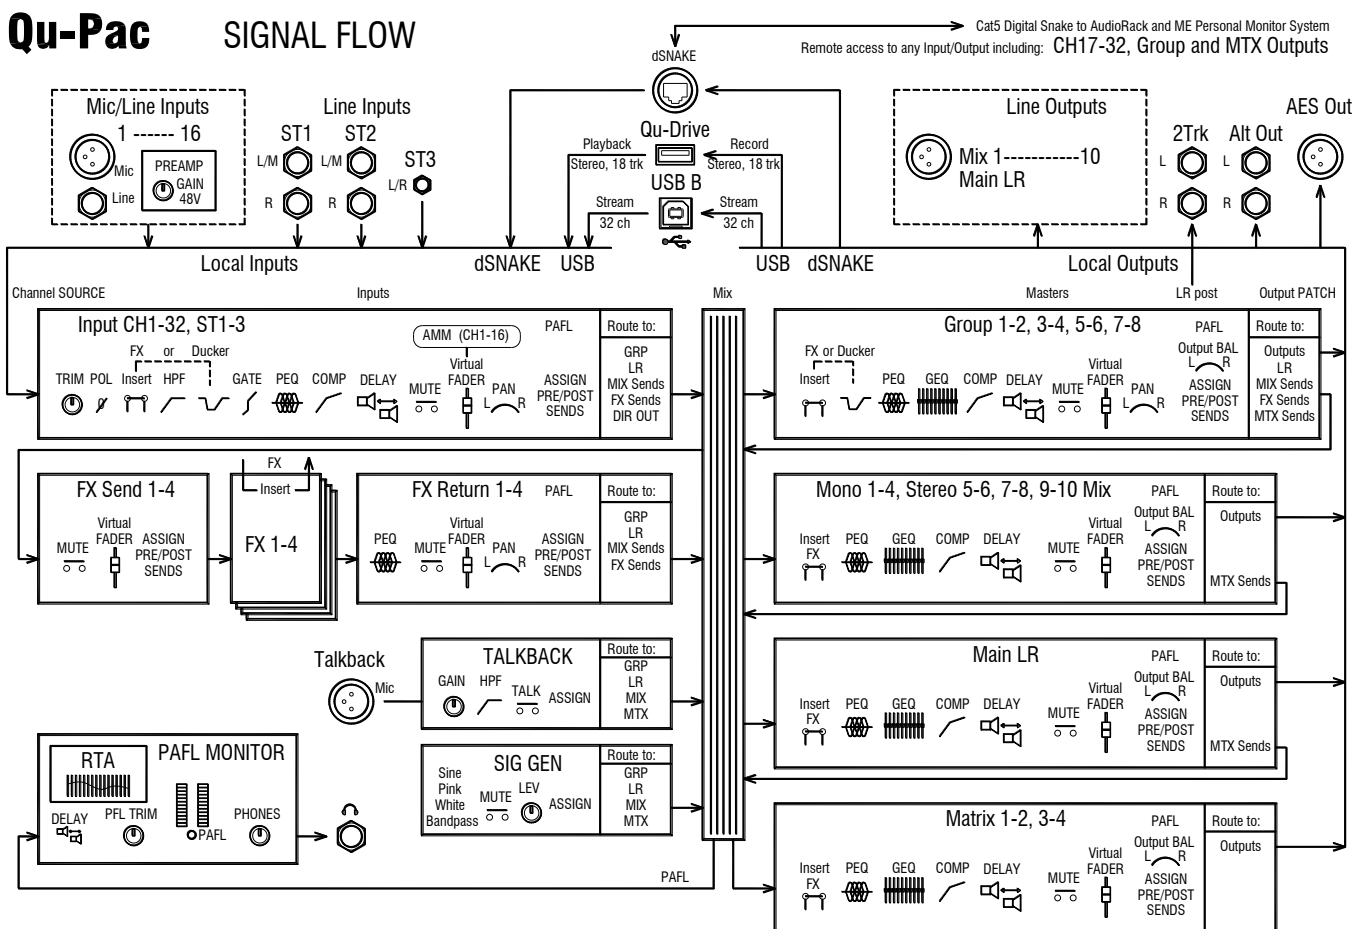 Qu-Pac SIGNAL FLOW
Cat5 Digital Snake to AudioRack and ME Personal Monitor System
Remote access to any Input/Output including: CH17-32, Group and MTX Outputs
dSNAKE
Mic/Line Inputs
1 ------ 16
Mic
Line
PREAMP
GAIN
48V
Line Inputs
ST1
ST2
ST3
L/M
L/M
L/R
R
R
Qu-Drive
Playback
Record
Stereo, 18 trk
Stereo, 18 trk
USB B
Stream
Stream
32 ch
32 ch
Line Outputs
Mix 1-----------10
Main LR
2Trk
Alt Out
AES Out
L
L
R
R
Local Inputs
dSNAKE
USB
USB
dSNAKE
Local Outputs
Channel SOURCE
Inputs
Mix
Masters
LR post
Output PATCH
Input CH1-32, ST1-3
AMM (CH1-16)
PAFL
Route to:
FX or Ducker
TRIM POL Insert HPF GATE PEQ COMP DELAY MUTE
Virtual
FADER
PAN
L R
ASSIGN
PRE/POST
SENDS
GRP
LR
MIX Sends
FX Sends
DIR OUT
Group 1-2, 3-4, 5-6, 7-8
PAFL
Route to:
FX or Ducker
Insert PEQ GEQ COMP DELAY MUTE
Virtual
FADER
PAN
L R
Output BAL
L R
ASSIGN
PRE/POST
SENDS
Outputs
LR
MIX Sends
FX Sends
MTX Sends
FX Send 1-4
MUTE
Virtual
FADER
ASSIGN
PRE/POST
SENDS
FX
Insert
FX 1-4
FX Return 1-4
PAFL
Route to:
PEQ
MUTE
Virtual
FADER
PAN
L R
ASSIGN
PRE/POST
SENDS
GRP
LR
MIX Sends
FX Sends
Mono 1-4, Stereo 5-6, 7-8, 9-10 Mix
PAFL
Route to:
Insert
FX
PEQ GEQ COMP DELAY
MUTE
Virtual
FADER
Output BAL
L R
ASSIGN
PRE/POST
SENDS
Outputs
MTX Sends
Talkback
Mic
TALKBACK
Route to:
GAIN HPF
TALK
ASSIGN
GRP
LR
MIX
MTX
Main LR
PAFL
Route to:
Insert
FX
PEQ GEQ COMP DELAY
MUTE
Virtual
FADER
Output BAL
L R
ASSIGN
PRE/POST
SENDS
Outputs
MTX Sends
RTA
PAFL MONITOR
DELAY
PFL TRIM
PAFL
PHONES
SIG GEN
Route to:
Sine
Pink
White
Bandpass
MUTE
LEV
ASSIGN
GRP
LR
MIX
MTX
PAFL
Matrix 1-2, 3-4
PAFL
Route to:
Insert
FX
PEQ GEQ COMP DELAY
MUTE
Virtual
FADER
Output BAL
L R
ASSIGN
PRE/POST
SENDS
Outputs